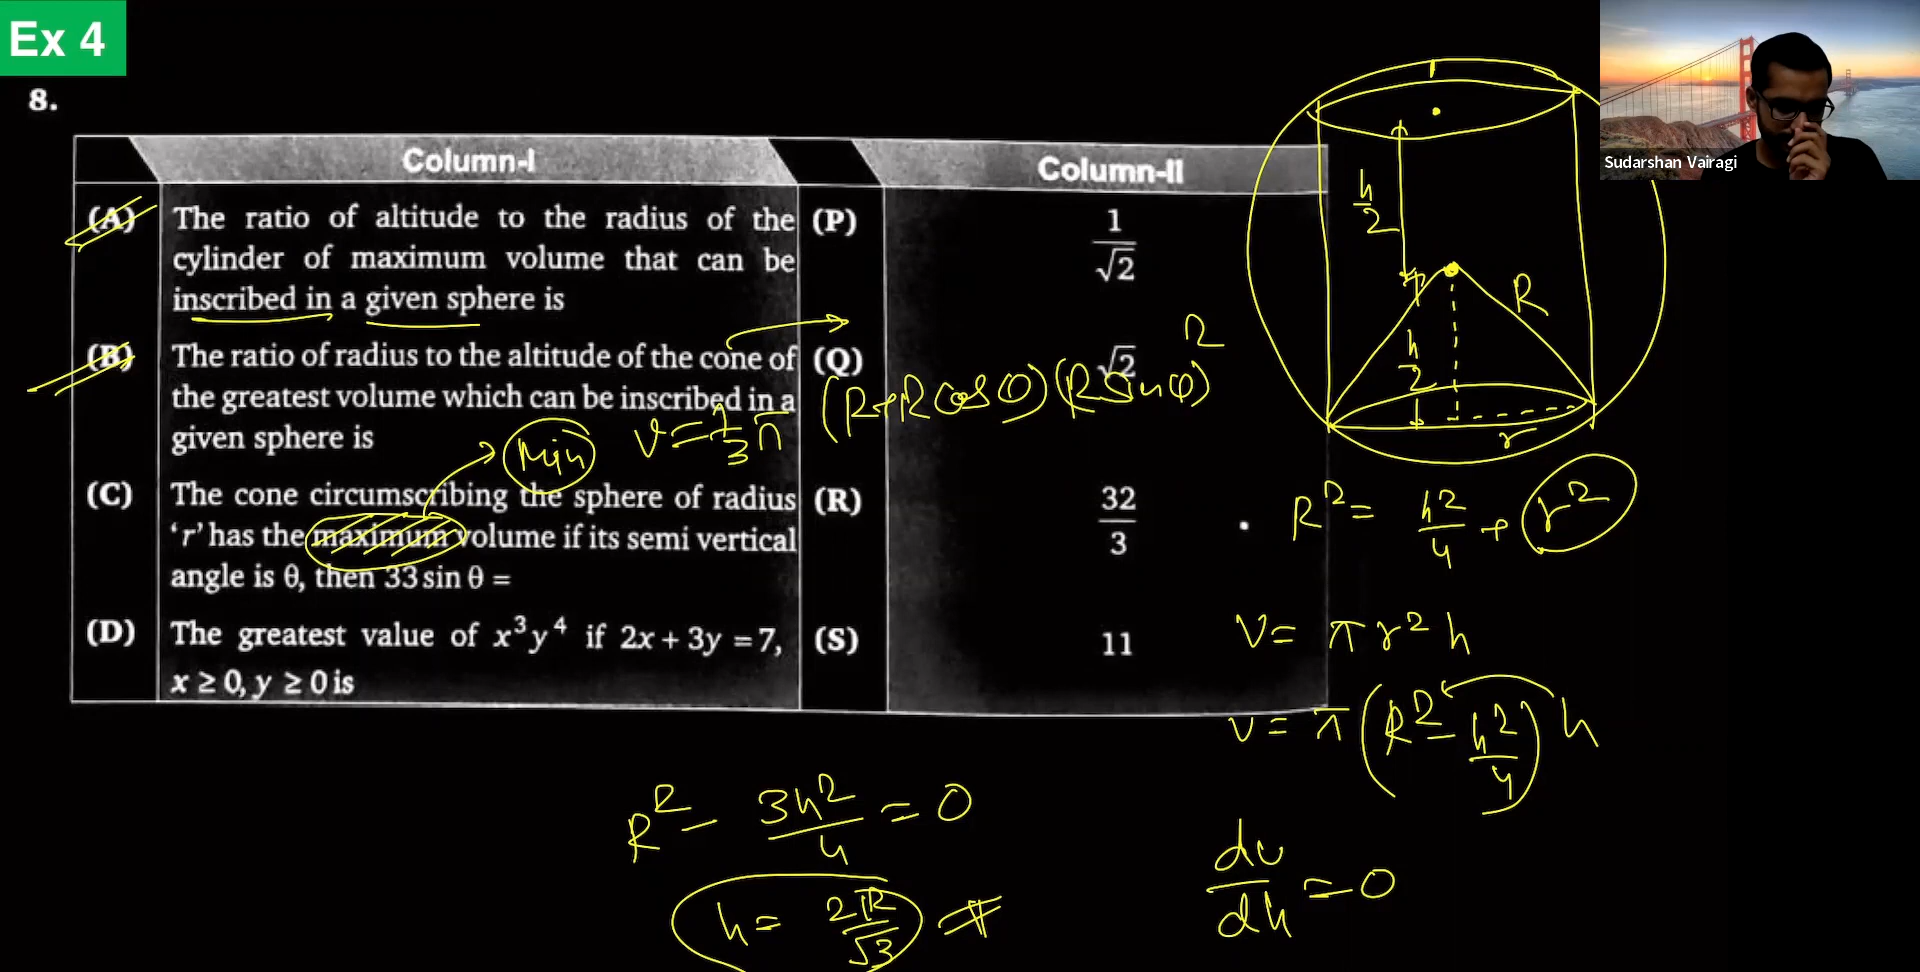 Ex 4
Sudarshan Vairagi
8.
Column-I
Column-II
(A) The ratio of altitude to the radius of the
cylinder of maximum volume that can be
inscribed in a given sphere is
(P) 1/√2
(B) The ratio of radius to the altitude of the cone of
the greatest volume which can be inscribed in a
given sphere is
(Q) √2
(C) The cone circumscribing the sphere of radius
'r' has the maximum volume if its semi vertical
angle is θ, then 33 sin θ =
(R) 32/3
(D) The greatest value of x³y⁴ if 2x + 3y = 7,
x ≥ 0, y ≥ 0 is
(S) 11
Min
v = 1/3 π (R+R cos θ)(R sin θ)²
h/2
R
h/2
r
R² = h²/4 + r²
V = π r² h
v = π (R² - h²/4) h
dv/dh = 0
R² - 3h²/4 = 0
h = 2R/√3